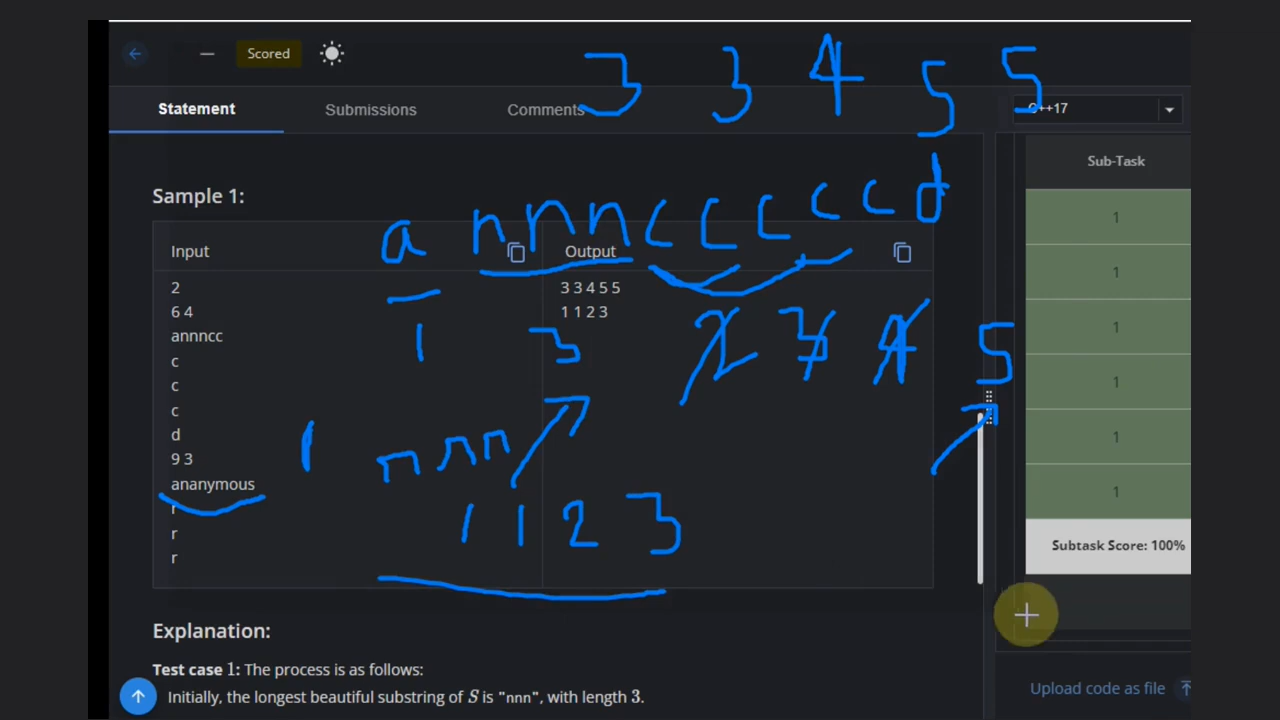 Scored
3 3 4 5 5
Statement Submissions Comments
C++17
Sub-Task
Sample 1:
a n n n c c c c c d
Input
Output
2
6 4
annncc
c
c
c
d
9 3
ananymous
r
r
r
3 3 4 5 5
1 1 2 3
1 3 2 3 4 5
1 n n n
1 1 2 3
1
1
1
1
1
1
Subtask Score: 100%
Explanation:
Test case 1: The process is as follows:
Initially, the longest beautiful substring of S is "nnn", with length 3.
Upload code as file